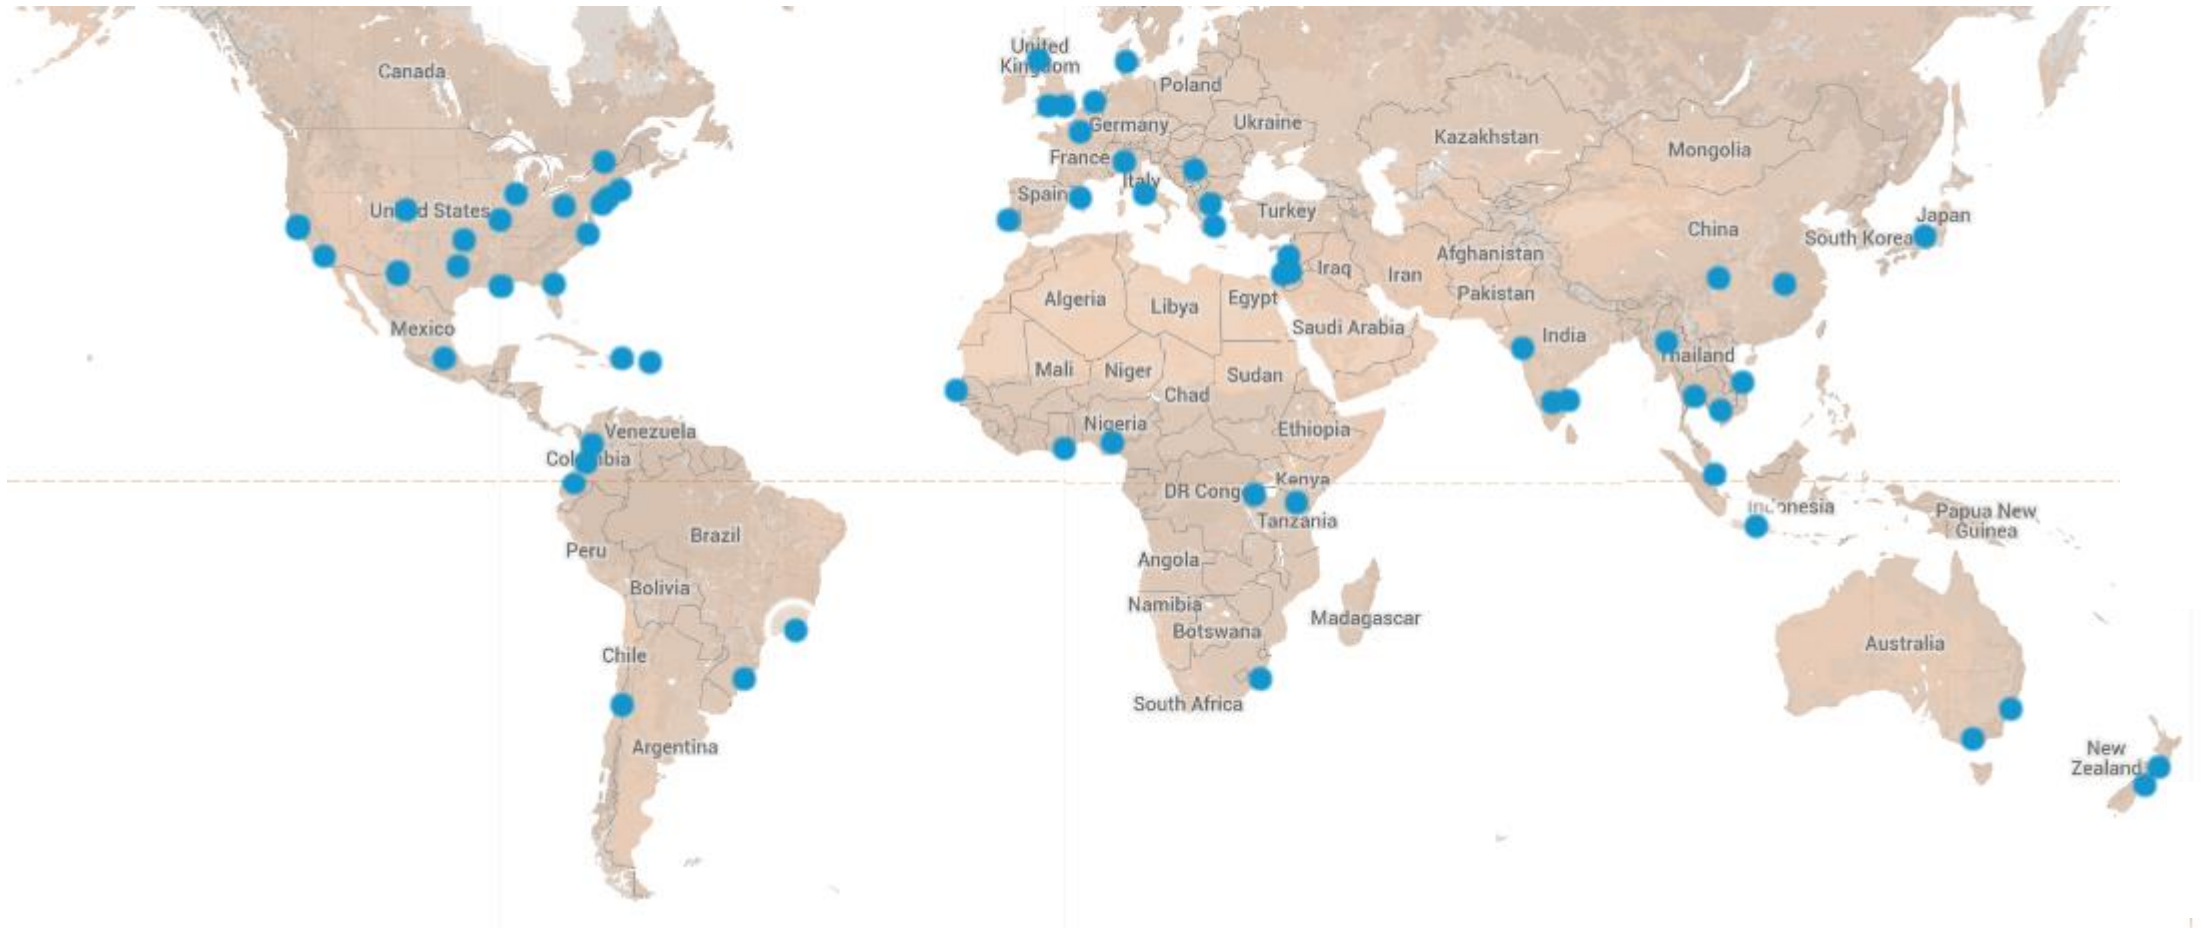 United
Kingdom
Canada
Poland
Germany
Ukraine
Kazakhstan
Mongolia
France
Italy
Spain
United States
Turkey
China
Japan
South Korea
Afghanistan
Iraq
Iran
Algeria
Libya
Egypt
Pakistan
Mexico
Saudi Arabia
India
Thailand
Mali
Niger
Sudan
Chad
Nigeria
Ethiopia
Venezuela
Colombia
Kenya
DR Cong
Tanzania
Indonesia
Papua New
Guinea
Brazil
Peru
Angola
Bolivia
Namibia
Botswana
Madagascar
Australia
Chile
South Africa
Argentina
New
Zealand